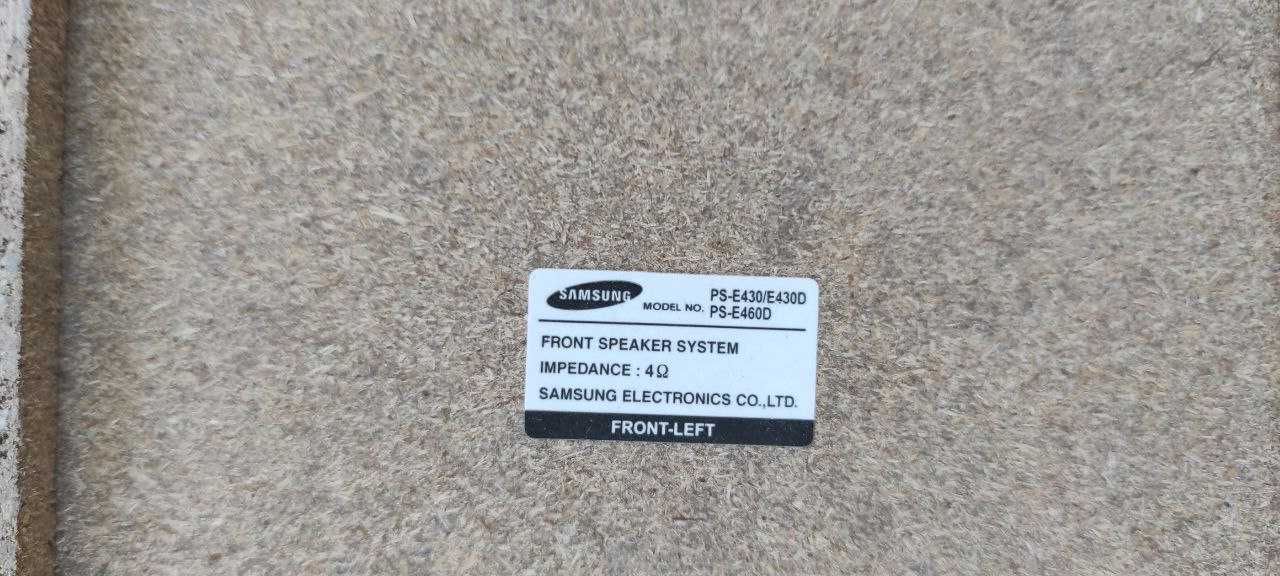 SAMSUNG MODEL NO. PS-E430/E430D
PS-E460D
FRONT SPEAKER SYSTEM
IMPEDANCE : 4Ω
SAMSUNG ELECTRONICS CO.,LTD.
FRONT-LEFT